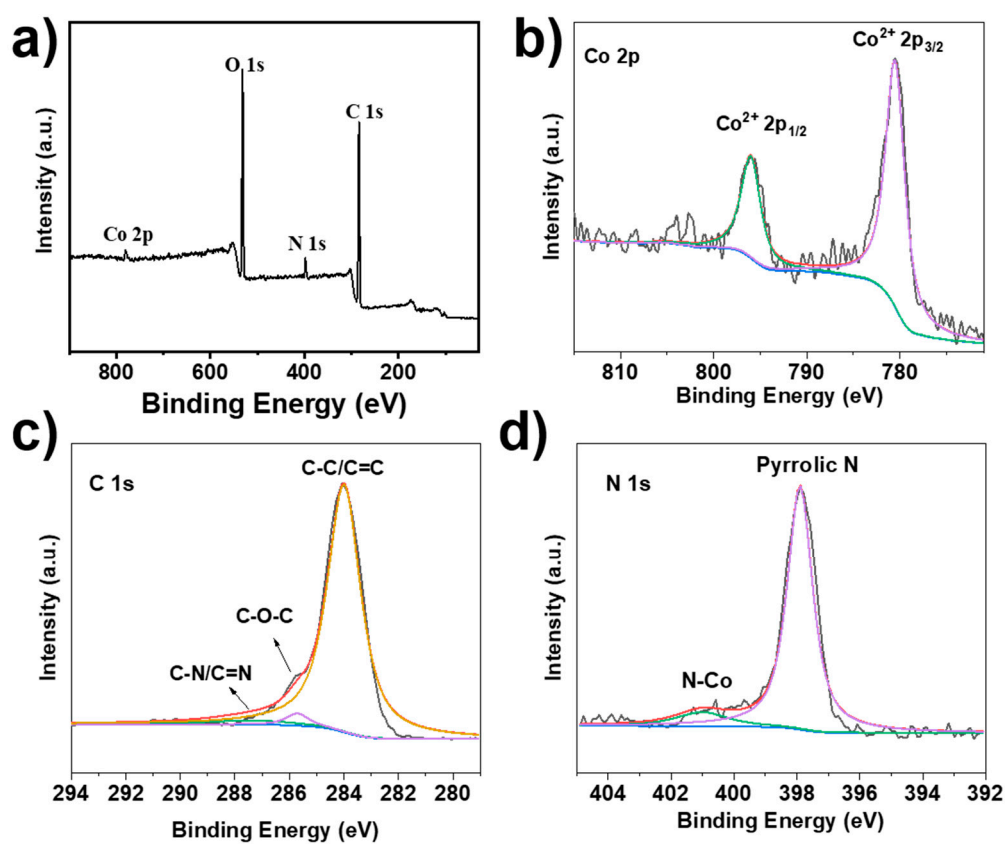 a)
O 1s
C 1s
Co 2p
N 1s
Intensity (a.u.)
800 600 400 200
Binding Energy (eV)
b)
Co 2p
Co²⁺ 2p₃/₂
Co²⁺ 2p₁/₂
Intensity (a.u.)
810 800 790 780
Binding Energy (eV)
c)
C 1s
C-C/C=C
C-O-C
C-N/C=N
Intensity (a.u.)
294 292 290 288 286 284 282 280
Binding Energy (eV)
d)
N 1s
Pyrrolic N
N-Co
Intensity (a.u.)
404 402 400 398 396 394 392
Binding Energy (eV)